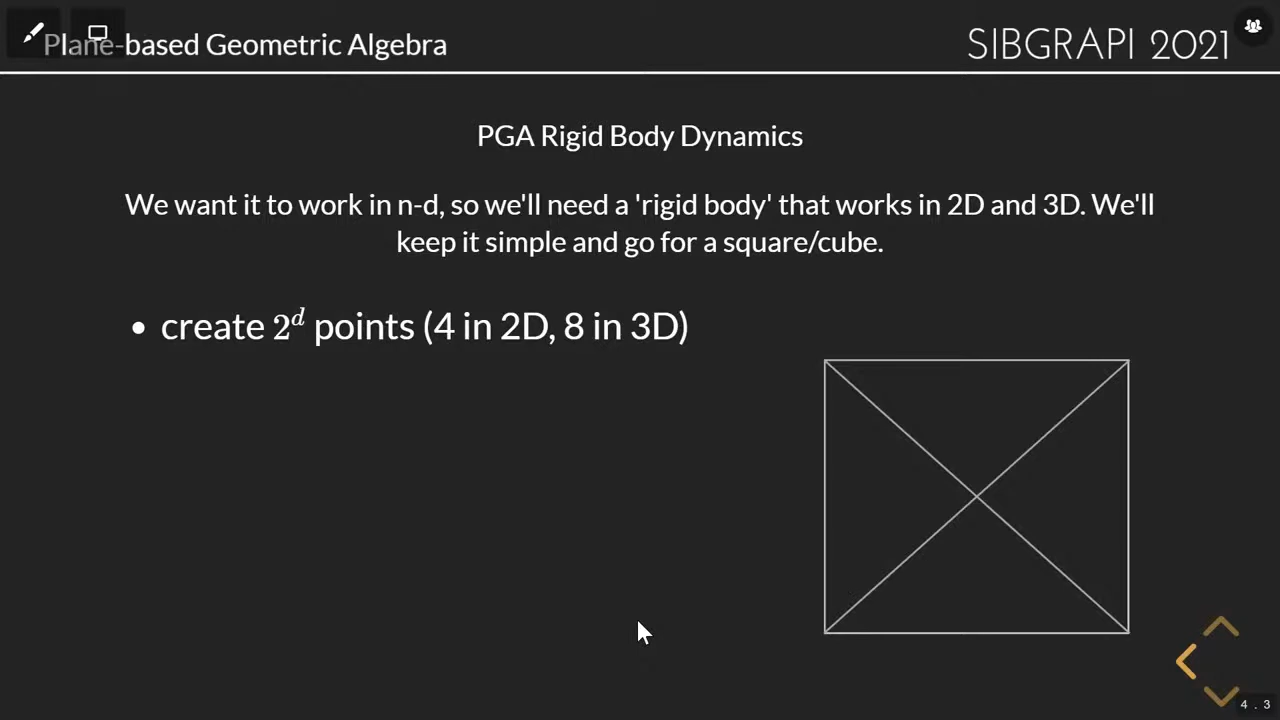 Plane-based Geometric Algebra
SIBGRAPI 2021
PGA Rigid Body Dynamics
We want it to work in n-d, so we'll need a 'rigid body' that works in 2D and 3D. We'll
keep it simple and go for a square/cube.
• create 2^d points (4 in 2D, 8 in 3D)
4 . 3